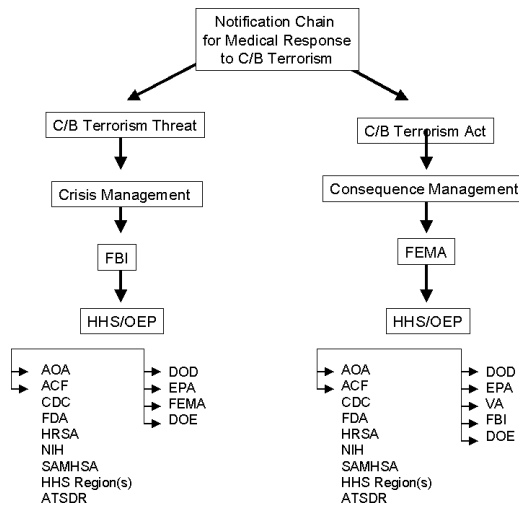 Notification Chain
for Medical Response
to C/B Terrorism
C/B Terrorism Threat
Crisis Management
FBI
HHS/OEP
AOA
ACF
CDC
FDA
HRSA
NIH
SAMHSA
HHS Region(s)
ATSDR
DOD
EPA
FEMA
DOE
C/B Terrorism Act
Consequence Management
FEMA
HHS/OEP
AOA
ACF
CDC
FDA
HRSA
NIH
SAMHSA
HHS Region(s)
ATSDR
DOD
EPA
VA
FBI
DOE